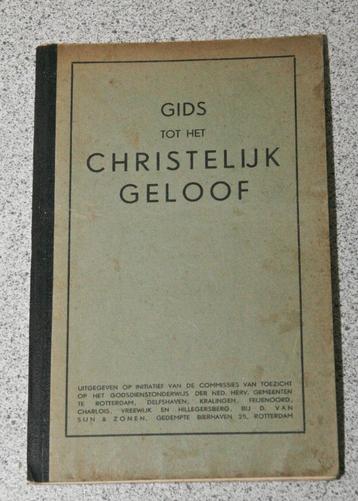 GIDS
TOT HET
CHRISTELIJK
GELOOF
UITGEGEVEN OP INITIATIEF VAN DE COMMISSIES VAN TOEZICHT
OP HET GODSDIENSTONDERWIJS DER NED. HERV. GEMEENTEN
TE ROTTERDAM, DELFSHAVEN, KRALINGEN, FEIJENOORD,
CHARLOIS, VREEWIJK EN HILLEGERSBERG, BIJ D. VAN
SIJN & ZONEN, GEDEMPTE BIERHAVEN 25, ROTTERDAM